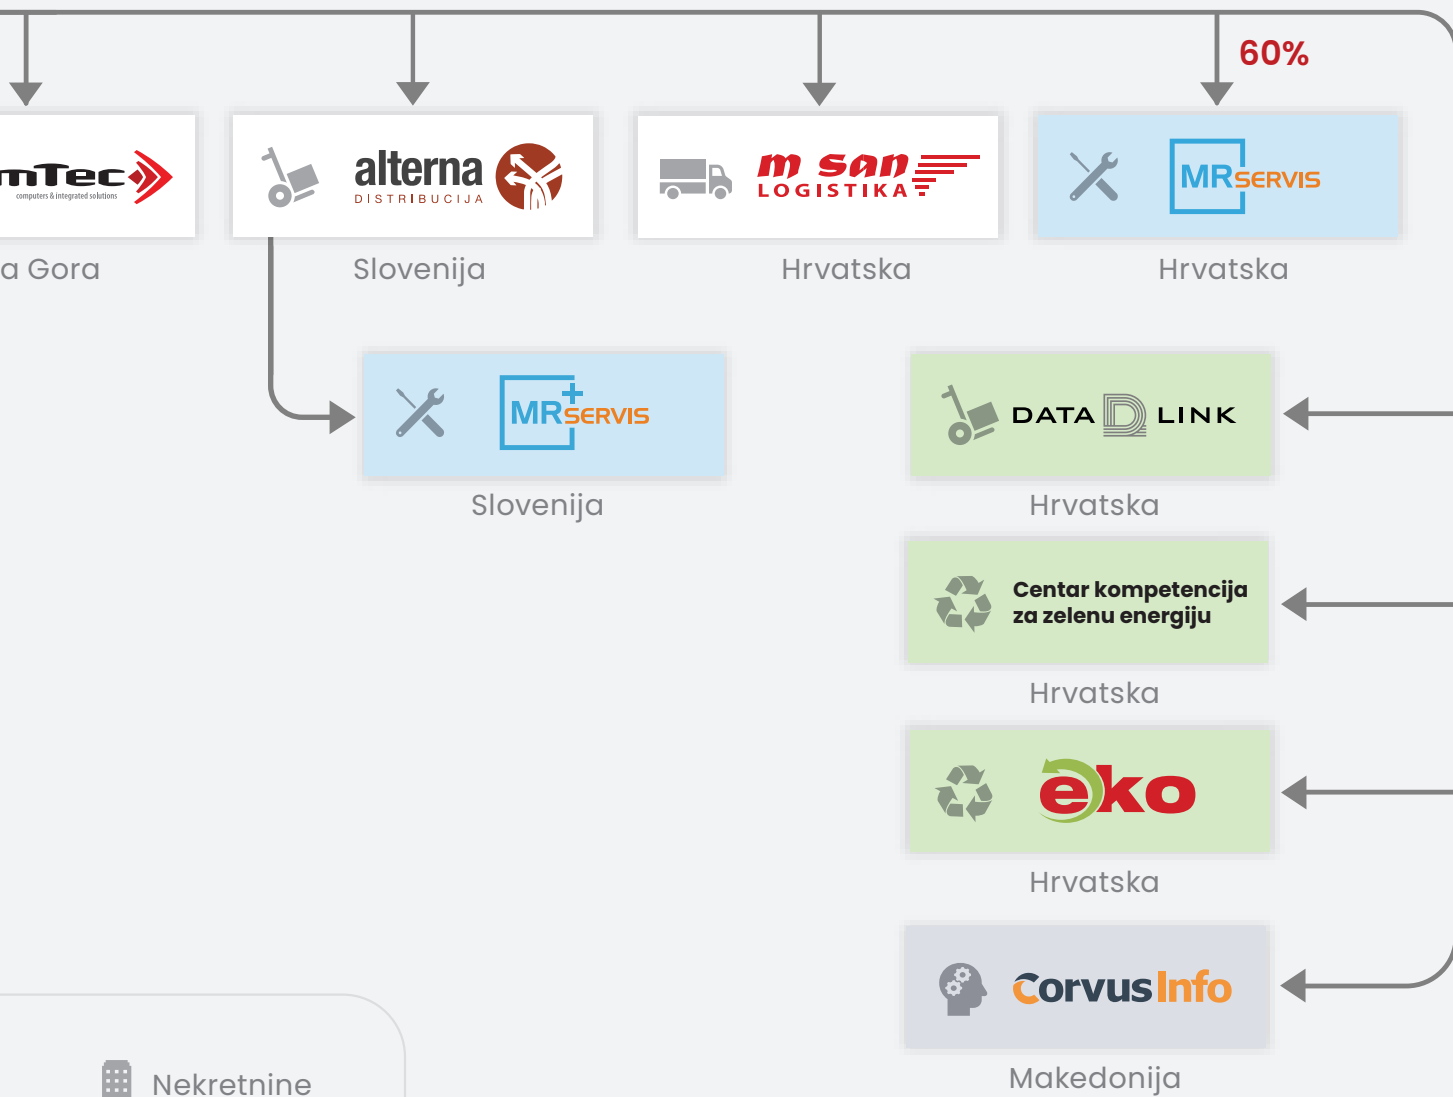 60%
mTec
computers & integrated solutions
alterna
DISTRIBUCIJA
m san
LOGISTIKA
MR SERVIS
a Gora
Slovenija
Hrvatska
Hrvatska
MR+ SERVIS
Slovenija
DATA D LINK
Hrvatska
Centar kompetencija
za zelenu energiju
Hrvatska
eko
Hrvatska
Corvus Info
Makedonija
Nekretnine